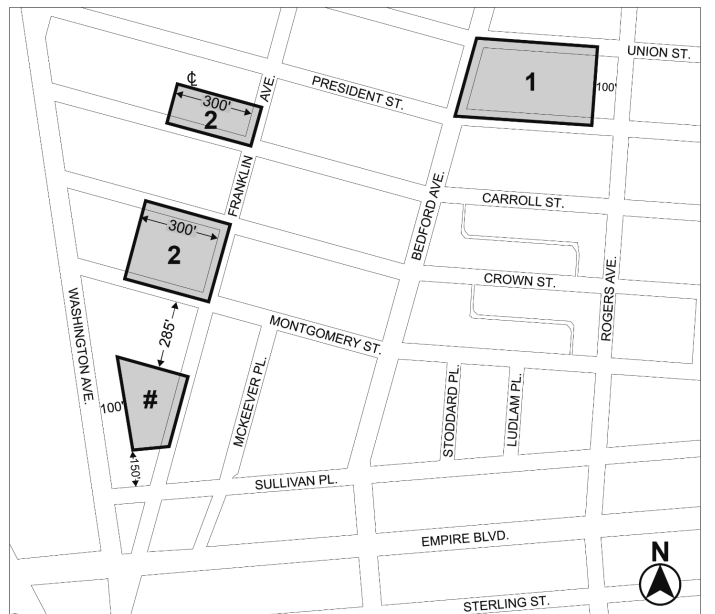 UNION ST.
1
100'
℄
300'
2
AVE.
PRESIDENT ST.
FRANKLIN
BEDFORD AVE.
CARROLL ST.
300'
2
CROWN ST.
ROGERS AVE.
WASHINGTON AVE.
285'
MONTGOMERY ST.
MCKEEVER PL.
STODDARD PL.
LUDLAM PL.
#
100'
150'
SULLIVAN PL.
EMPIRE BLVD.
STERLING ST.
N